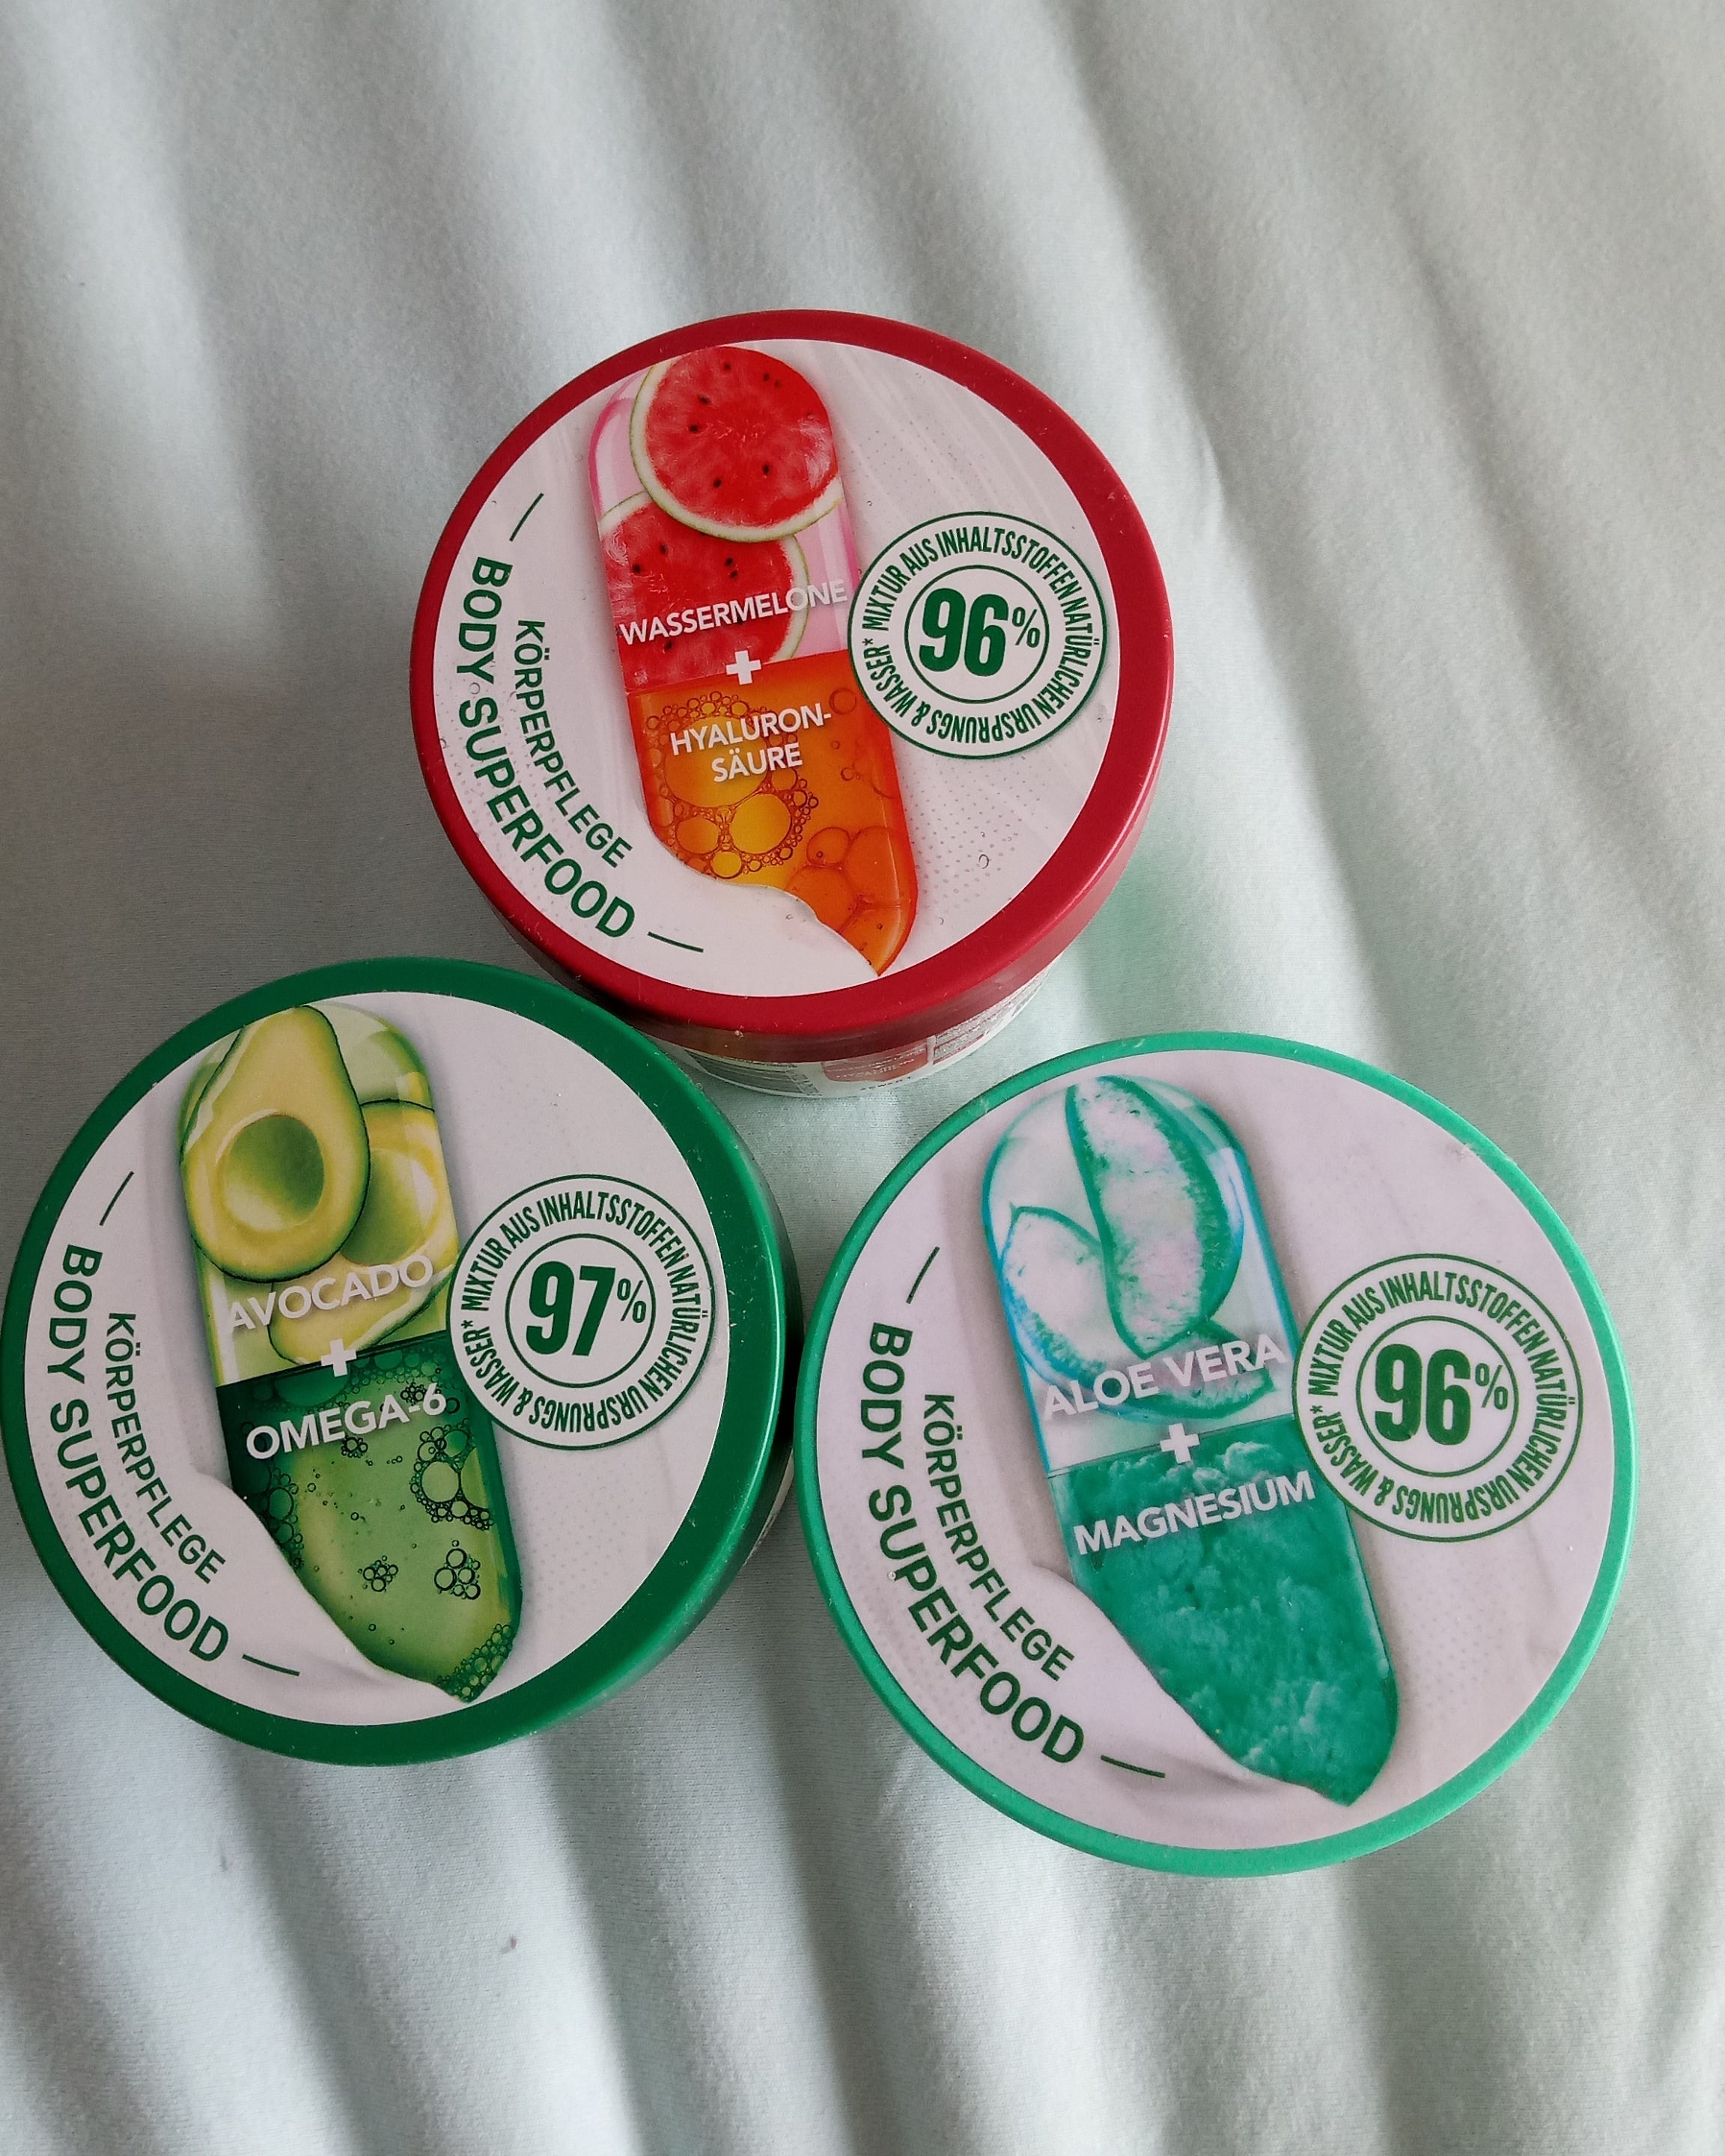 WASSERMELONE
+
HYALURON-
SÄURE
KÖRPERPFLEGE
BODY SUPERFOOD
96%
MIXTUR AUS INHALTSSTOFFEN NATÜRLICHEN URSPRUNGS & WASSER*
AVOCADO
+
OMEGA-6
KÖRPERPFLEGE
BODY SUPERFOOD
97%
MIXTUR AUS INHALTSSTOFFEN NATÜRLICHEN URSPRUNGS & WASSER*
ALOE VERA
+
MAGNESIUM
KÖRPERPFLEGE
BODY SUPERFOOD
96%
MIXTUR AUS INHALTSSTOFFEN NATÜRLICHEN URSPRUNGS & WASSER*